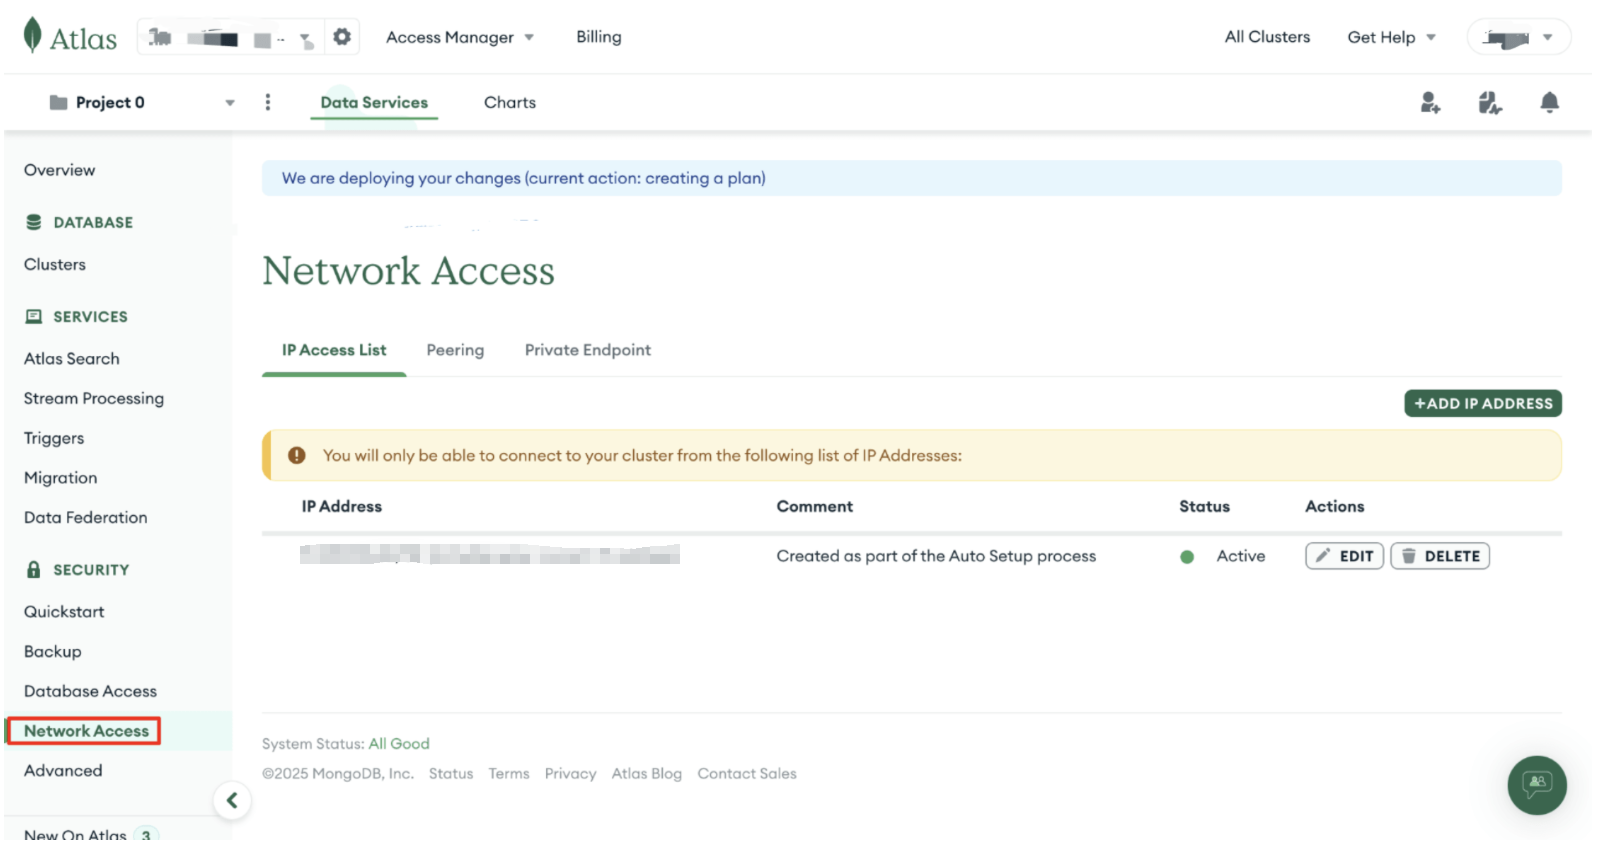 Atlas
Access Manager
Billing
All Clusters
Get Help
Project 0
Data Services
Charts
Overview
DATABASE
Clusters
SERVICES
Atlas Search
Stream Processing
Triggers
Migration
Data Federation
SECURITY
Quickstart
Backup
Database Access
Network Access
Advanced
New On Atlas 3
We are deploying your changes (current action: creating a plan)
Network Access
IP Access List
Peering
Private Endpoint
+ADD IP ADDRESS
You will only be able to connect to your cluster from the following list of IP Addresses:
IP Address Comment Status Actions
Created as part of the Auto Setup process Active EDIT DELETE
System Status: All Good
©2025 MongoDB, Inc. Status Terms Privacy Atlas Blog Contact Sales